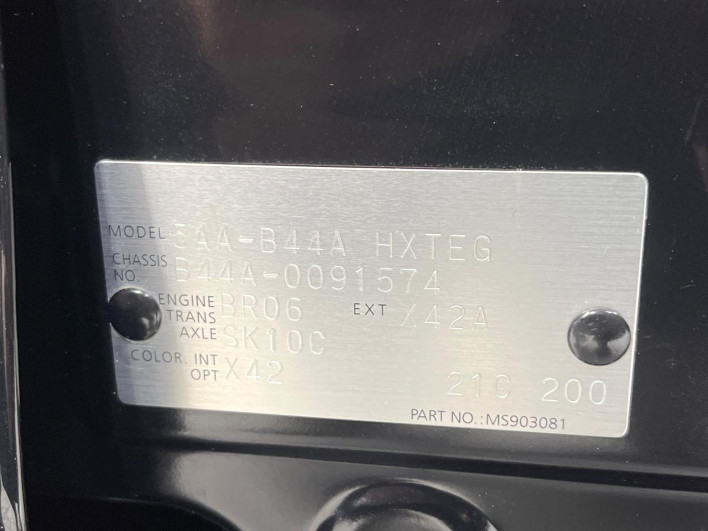 MODEL 5AA-B44A HXTEG
CHASSIS NO. B44A-0091574
ENGINE BR06 EXT X42A
TRANS AXLE SK10C
COLOR. INT OPT X42 21C 200
PART NO.:MS903081